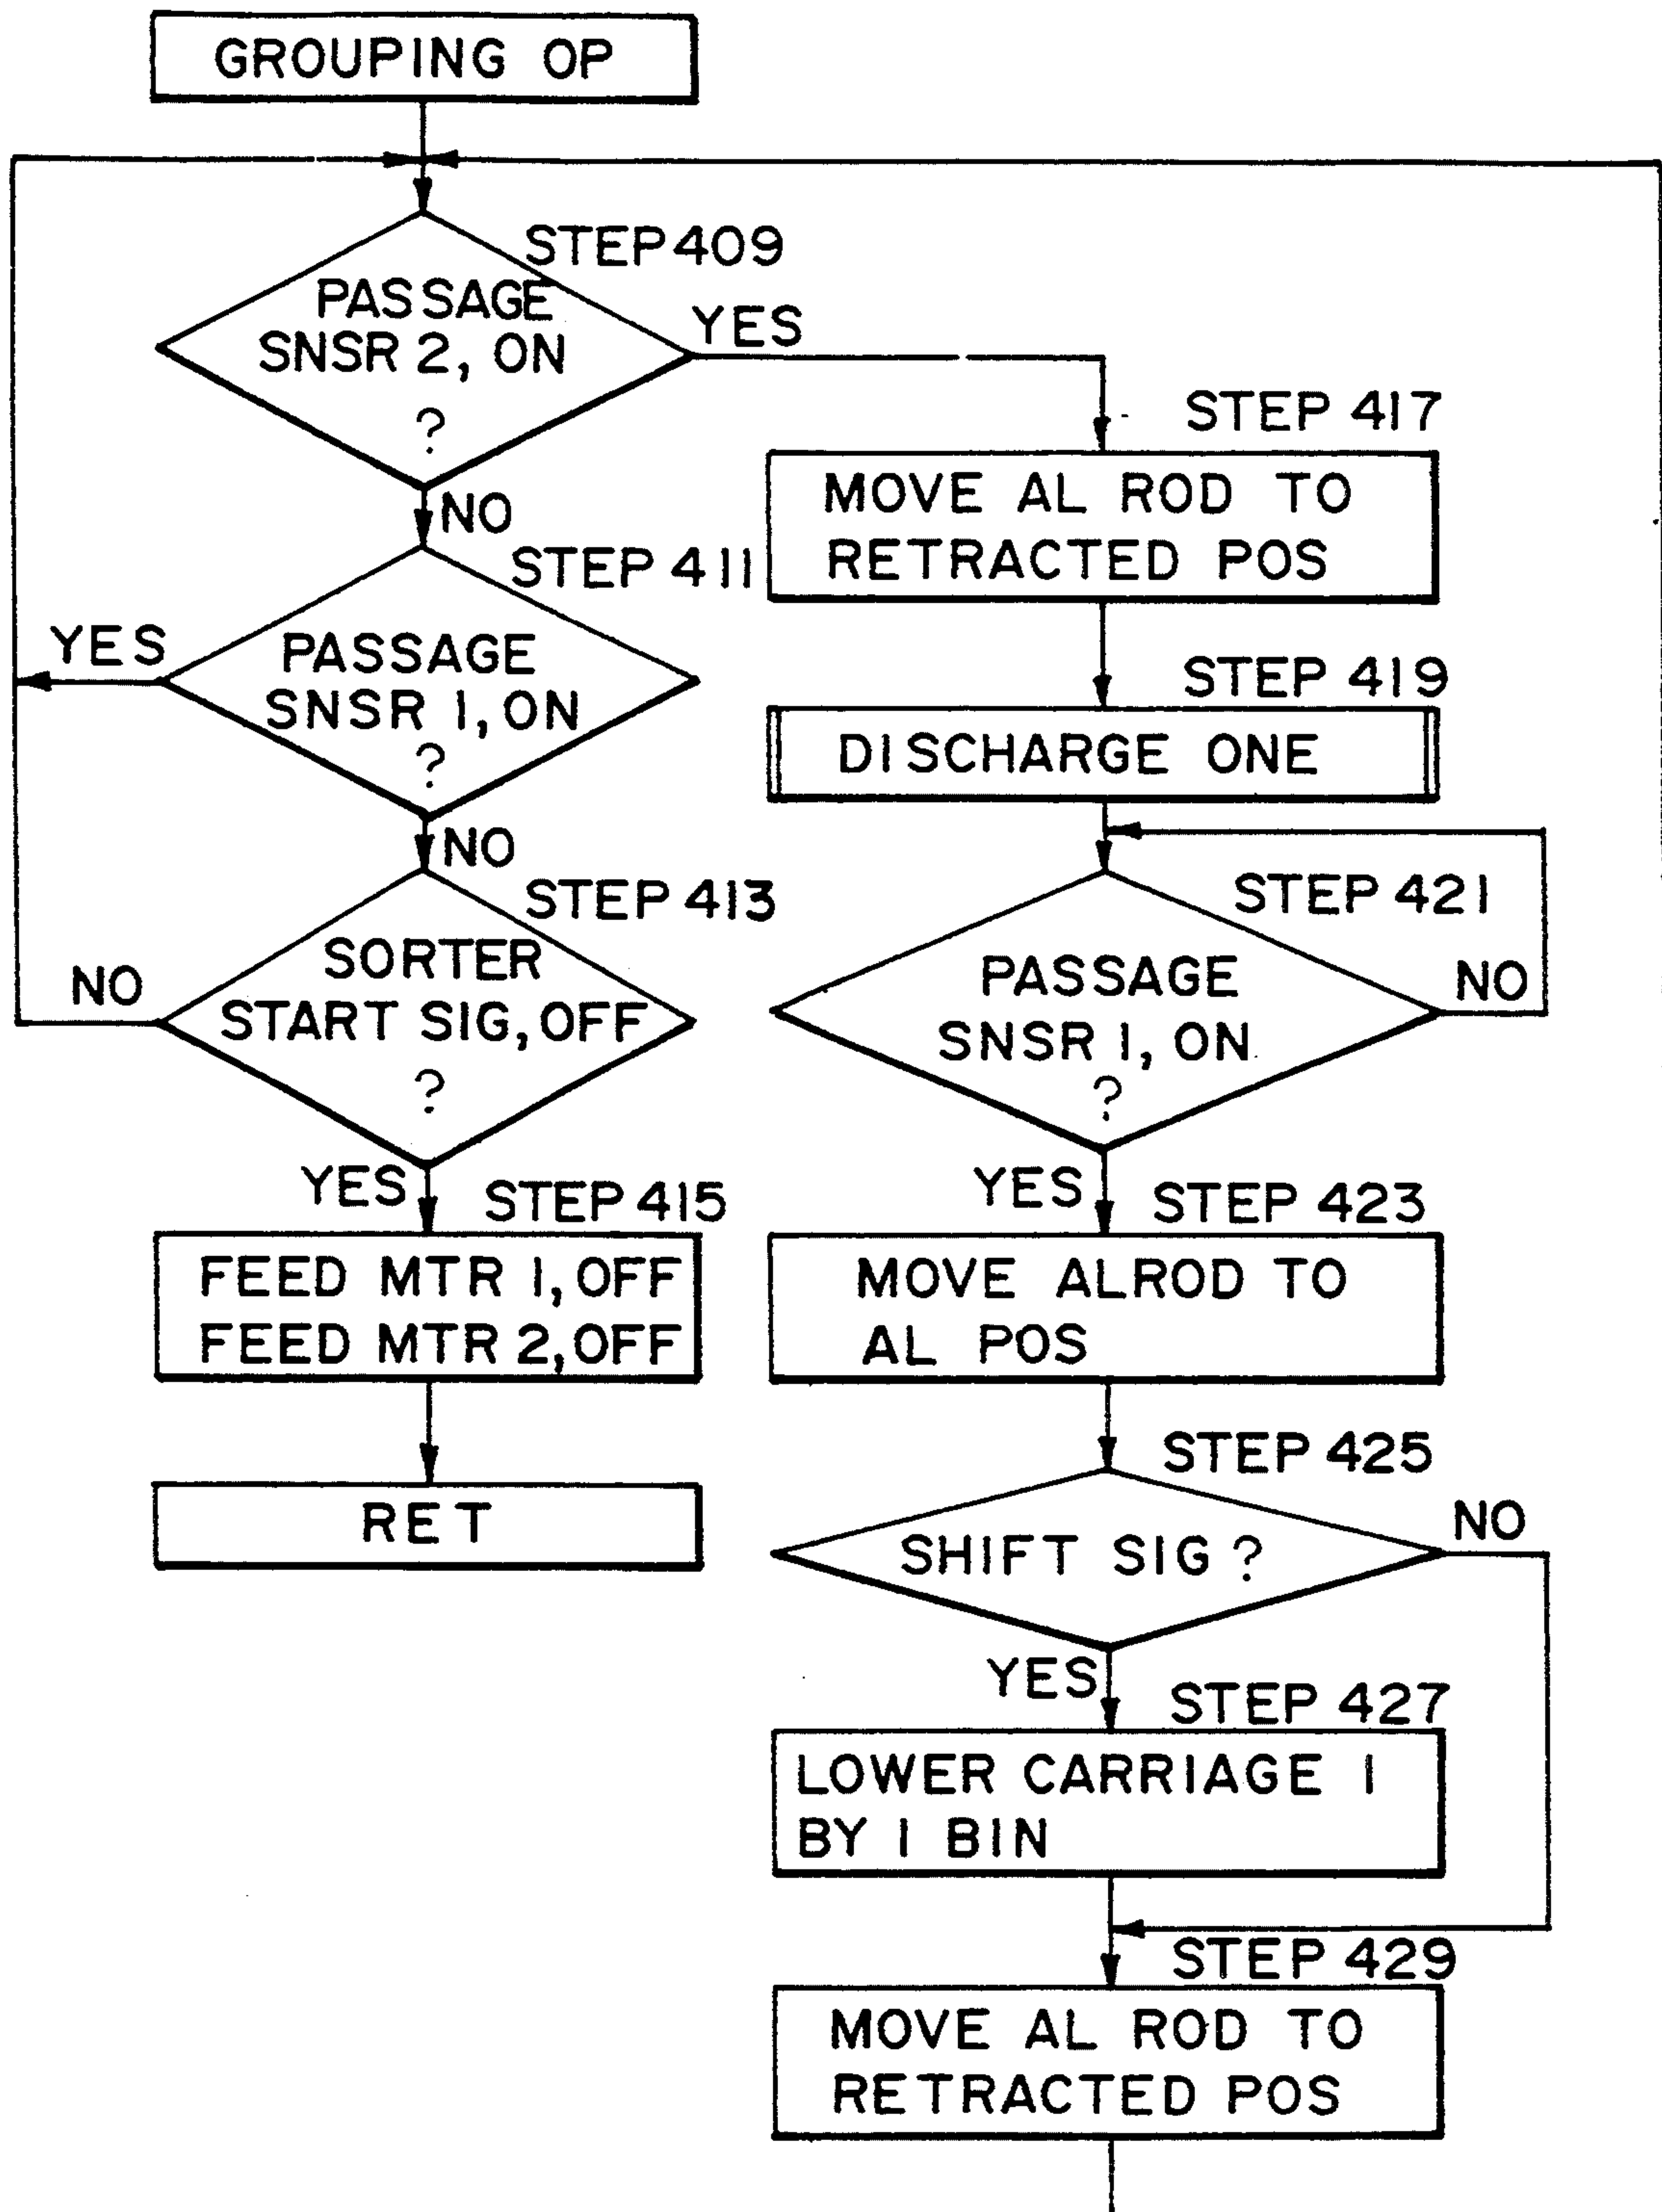 GROUPING OP
STEP 409
PASSAGE
SNSR 2, ON
?
YES
NO
STEP 411
PASSAGE
SNSR 1, ON
?
YES
NO
STEP 413
SORTER
START SIG, OFF
?
NO
YES
STEP 415
FEED MTR 1, OFF
FEED MTR 2, OFF
RET
STEP 417
MOVE AL ROD TO
RETRACTED POS
STEP 419
DISCHARGE ONE
STEP 421
PASSAGE
SNSR 1, ON
?
NO
YES
STEP 423
MOVE ALROD TO
AL POS
STEP 425
SHIFT SIG ?
NO
YES
STEP 427
LOWER CARRIAGE 1
BY 1 BIN
STEP 429
MOVE AL ROD TO
RETRACTED POS